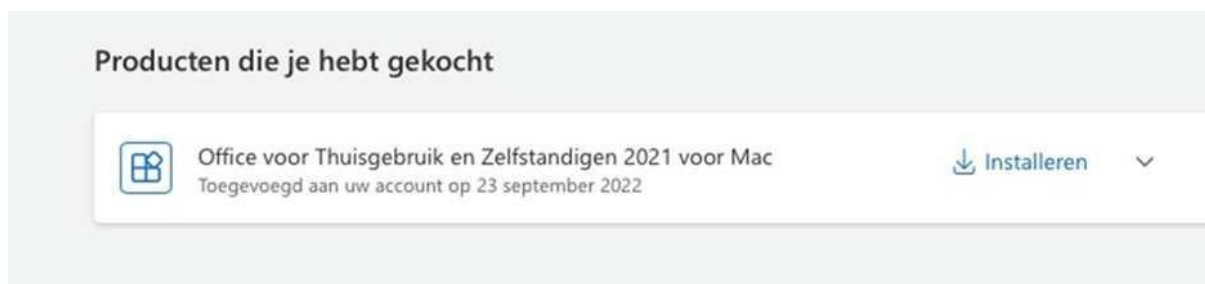 Producten die je hebt gekocht
Office voor Thuisgebruik en Zelfstandigen 2021 voor Mac
Installeren
Toegevoegd aan uw account op 23 september 2022